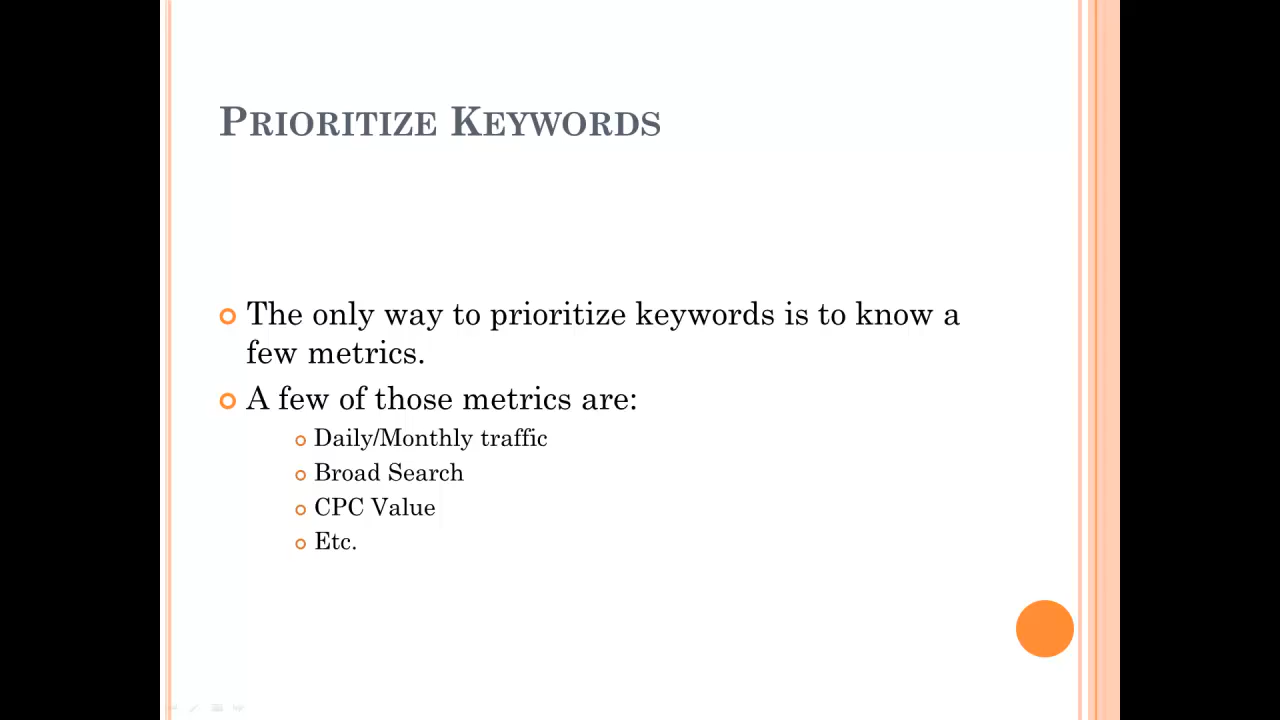 Prioritize Keywords
The only way to prioritize keywords is to know a
few metrics.
A few of those metrics are:
Daily/Monthly traffic
Broad Search
CPC Value
Etc.